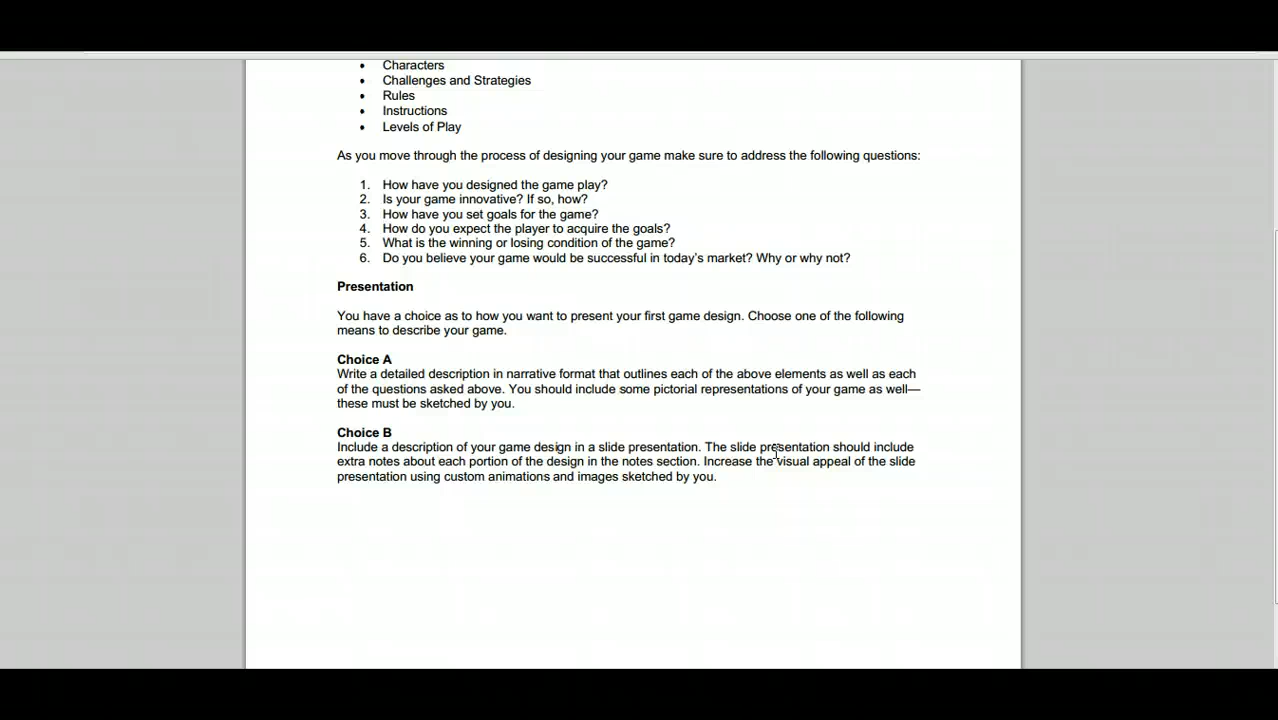 • Characters
• Challenges and Strategies
• Rules
• Instructions
• Levels of Play
As you move through the process of designing your game make sure to address the following questions:
1. How have you designed the game play?
2. Is your game innovative? If so, how?
3. How have you set goals for the game?
4. How do you expect the player to acquire the goals?
5. What is the winning or losing condition of the game?
6. Do you believe your game would be successful in today's market? Why or why not?
Presentation
You have a choice as to how you want to present your first game design. Choose one of the following
means to describe your game.
Choice A
Write a detailed description in narrative format that outlines each of the above elements as well as each
of the questions asked above. You should include some pictorial representations of your game as well—
these must be sketched by you.
Choice B
Include a description of your game design in a slide presentation. The slide presentation should include
extra notes about each portion of the design in the notes section. Increase the visual appeal of the slide
presentation using custom animations and images sketched by you.